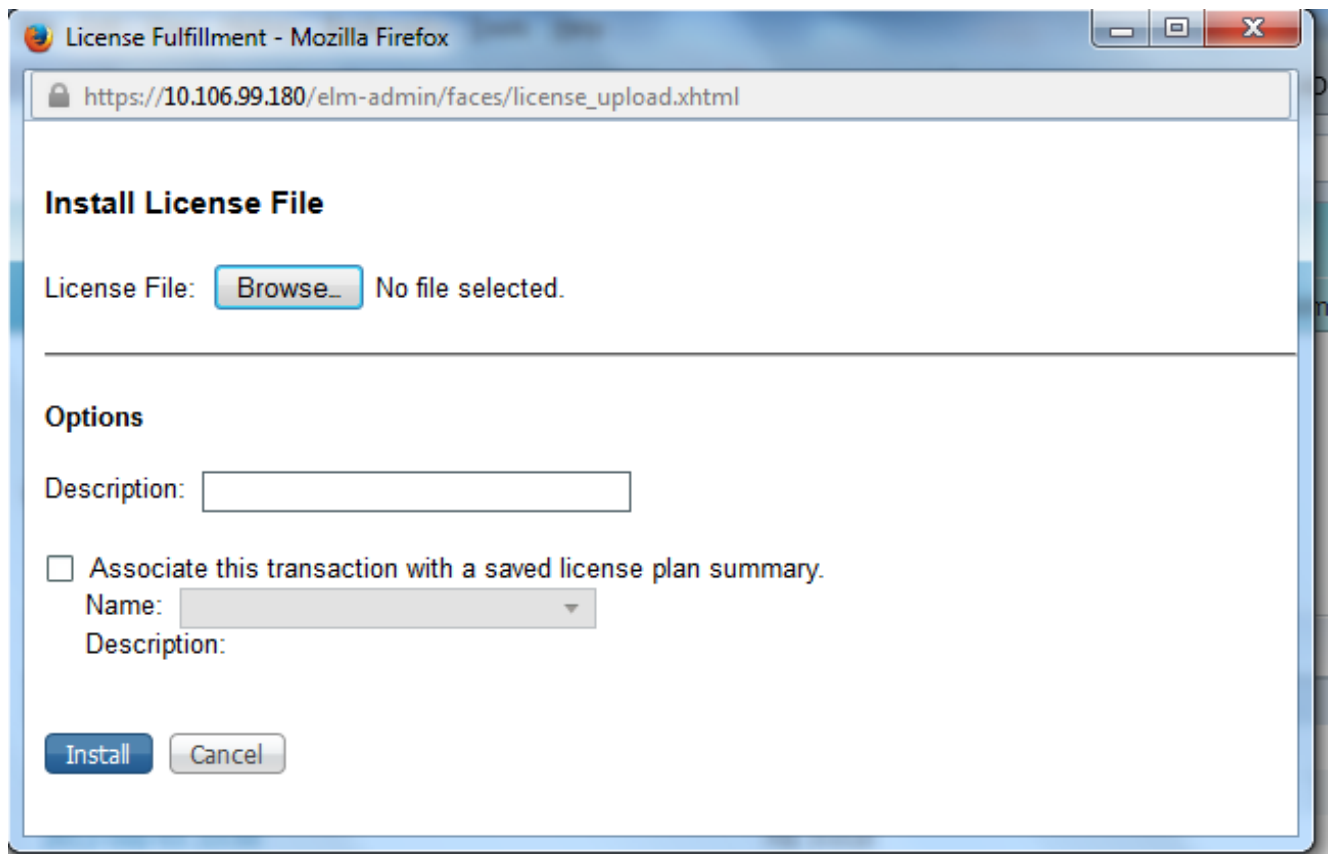 License Fulfillment - Mozilla Firefox
https://10.106.99.180/elm-admin/faces/license_upload.xhtml
Install License File
License File: Browse... No file selected.
Options
Description:
Associate this transaction with a saved license plan summary.
Name:
Description:
Install Cancel